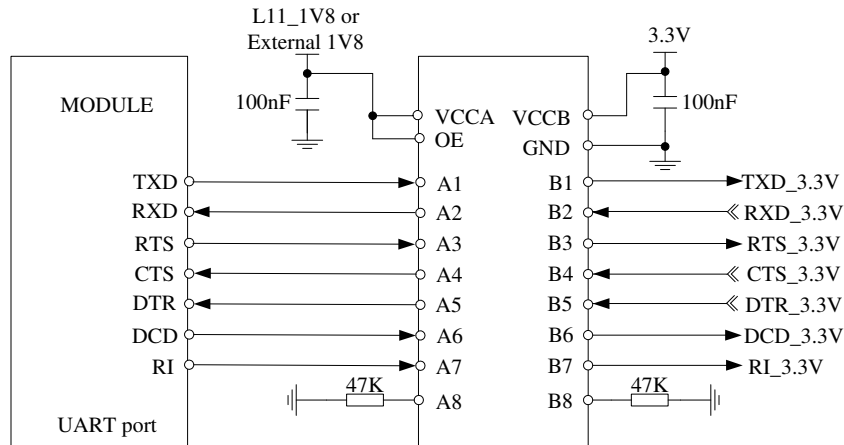 L11_1V8 or
External 1V8
3.3V
MODULE
100nF
100nF
VCCA
VCCB
OE
GND
TXD
A1
B1
TXD_3.3V
RXD
A2
B2
RXD_3.3V
RTS
A3
B3
RTS_3.3V
CTS
A4
B4
CTS_3.3V
DTR
A5
B5
DTR_3.3V
DCD
A6
B6
DCD_3.3V
RI
A7
B7
RI_3.3V
47K
A8
B8
47K
UART port